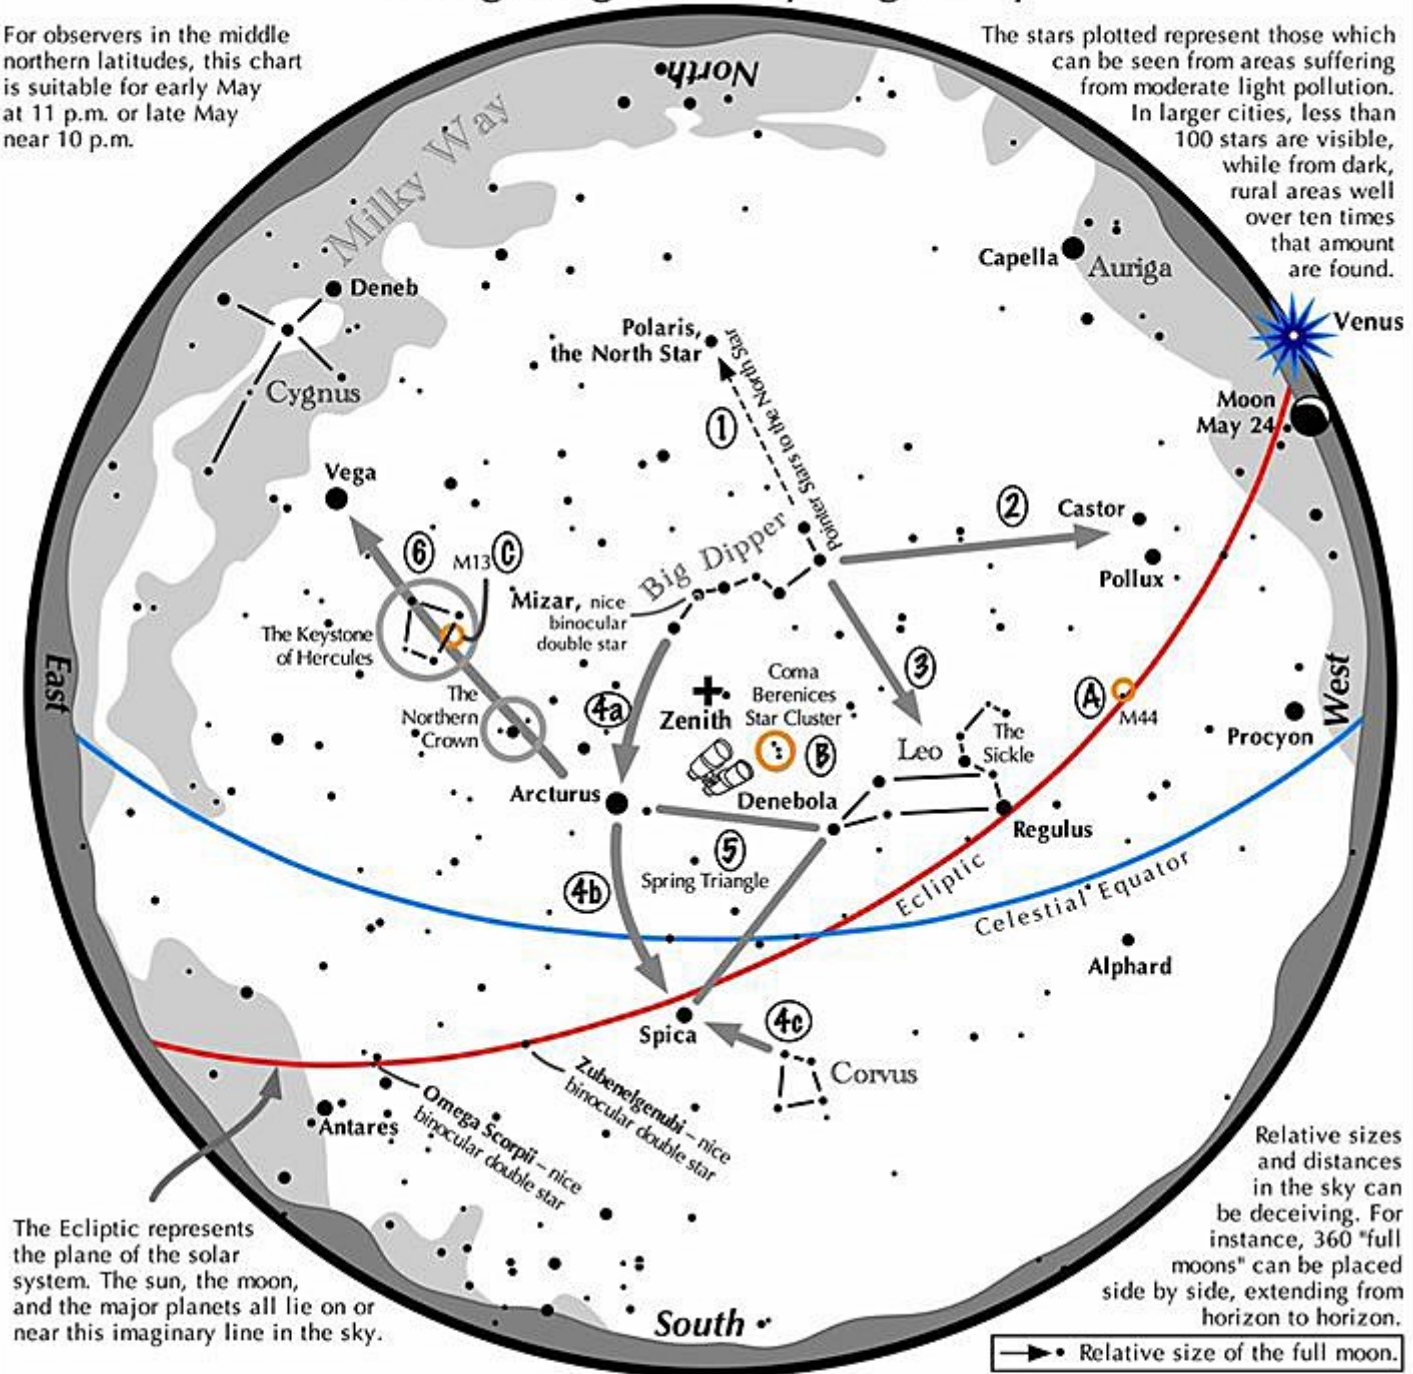 For observers in the middle
northern latitudes, this chart
is suitable for early May
at 11 p.m. or late May
near 10 p.m.
The stars plotted represent those which
can be seen from areas suffering
from moderate light pollution.
In larger cities, less than
100 stars are visible,
while from dark,
rural areas well
over ten times
that amount
are found.
North
Milky Way
Capella
Auriga
Deneb
Venus
Polaris,
the North Star
Cygnus
Moon
May 24
1
Pointer Stars to the North Star
Vega
2
Castor
Pollux
6
M13
C
Big Dipper
Mizar, nice
binocular
double star
The Keystone
of Hercules
3
East
West
The
Northern
Crown
4a
Zenith
Coma
Berenices
Star Cluster
B
A
M44
Procyon
Leo
The
Sickle
Arcturus
Denebola
Regulus
5
Spring Triangle
4b
Ecliptic
Celestial Equator
Alphard
Spica
4c
Corvus
Zubenelgenubi – nice
binocular double star
Omega Scorpii – nice
binocular double star
Antares
The Ecliptic represents
the plane of the solar
system. The sun, the moon,
and the major planets all lie on or
near this imaginary line in the sky.
Relative sizes
and distances
in the sky can
be deceiving. For
instance, 360 "full
moons" can be placed
side by side, extending from
horizon to horizon.
South
Relative size of the full moon.